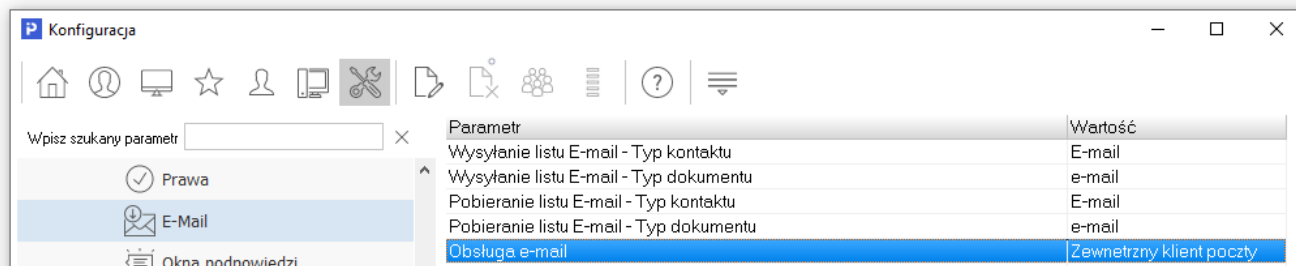 Konfiguracja
Wpisz szukany parametr
Prawa
E-Mail
Okna podpowiedzi
Parametr Wartość
Wysyłanie listu E-mail - Typ kontaktu E-mail
Wysyłanie listu E-mail - Typ dokumentu e-mail
Pobieranie listu E-mail - Typ kontaktu E-mail
Pobieranie listu E-mail - Typ dokumentu e-mail
Obsługa e-mail Zewnetrzny klient poczty